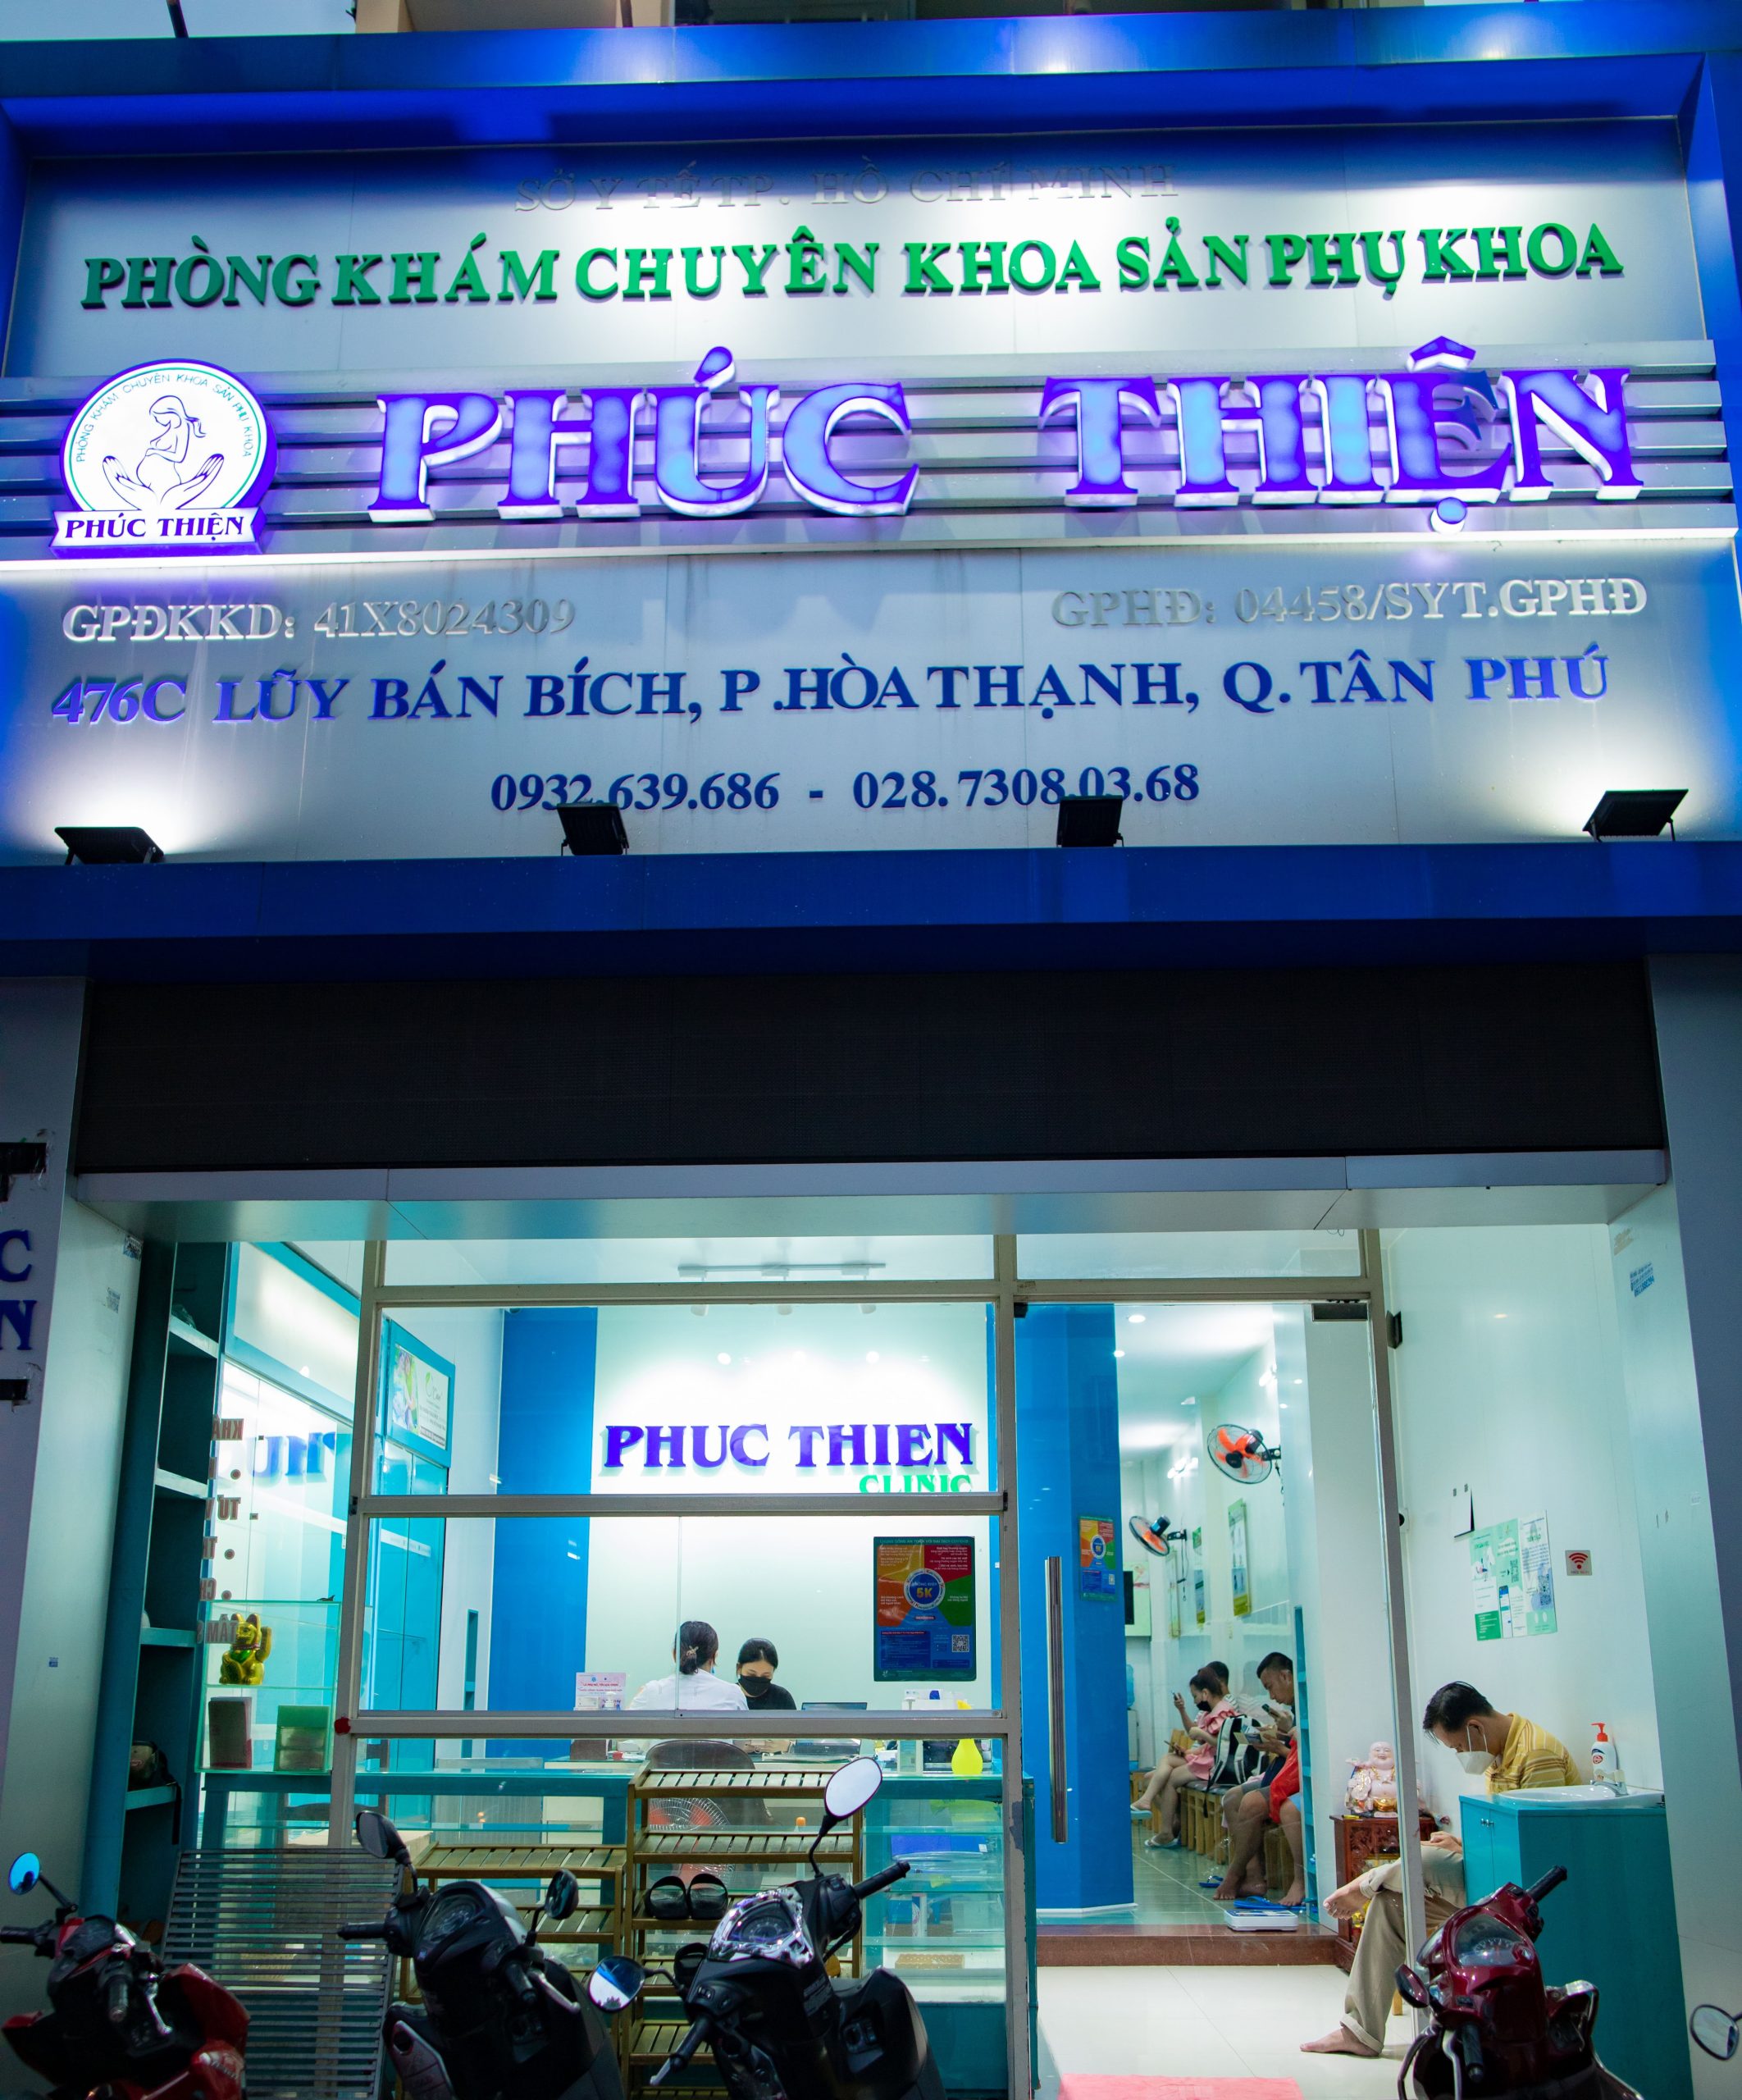 SỞ Y TẾ TP. HỒ CHÍ MINH
PHÒNG KHÁM CHUYÊN KHOA SẢN PHỤ KHOA
PHÒNG KHÁM CHUYÊN KHOA SẢN PHỤ KHOA
PHÚC THIỆN
PHÚC THIỆN
GPĐKKD: 41X8024309
GPHĐ: 04458/SYT.GPHĐ
476C LŨY BÁN BÍCH, P .HÒA THẠNH, Q. TÂN PHÚ
0932.639.686 - 028. 7308.03.68
C
N
PHUC THIEN
CLINIC
5K